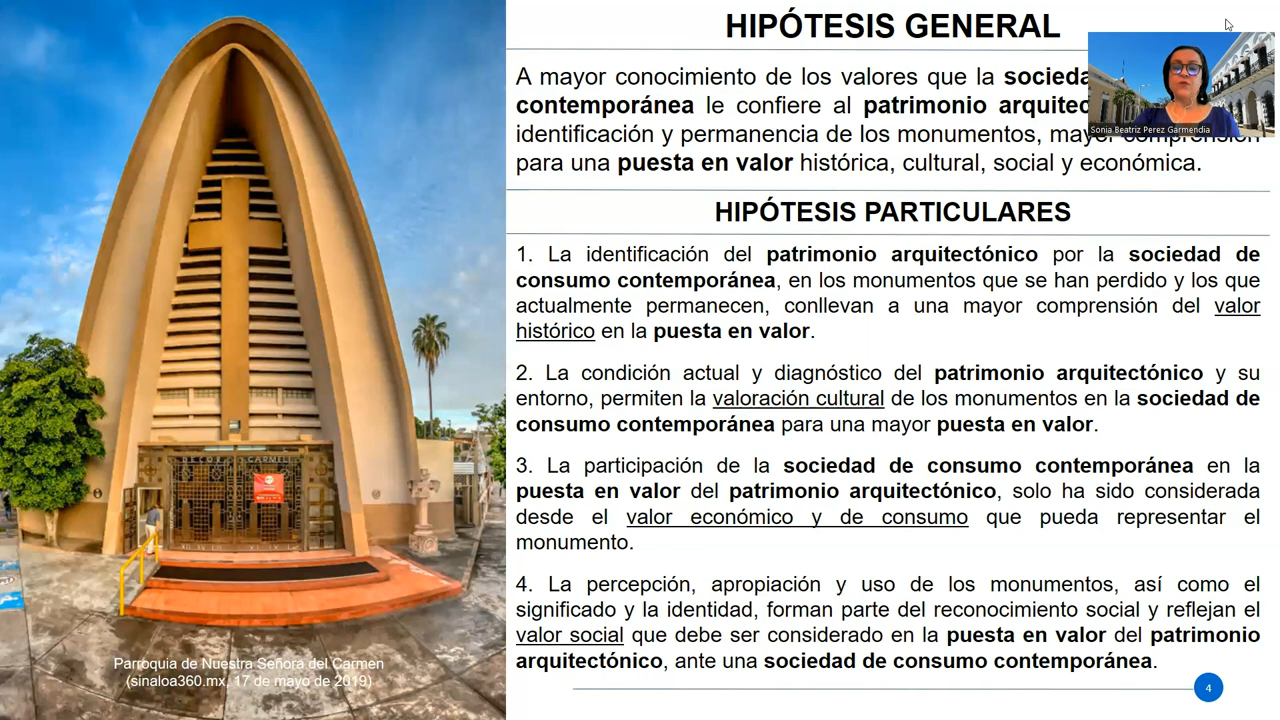 HIPÓTESIS GENERAL
A mayor conocimiento de los valores que la socieda
contemporánea le confiere al patrimonio arquitec
identificación y permanencia de los monumentos, mayor comprensión
para una puesta en valor histórica, cultural, social y económica.
Sonia Beatriz Perez Garmendia
HIPÓTESIS PARTICULARES
1. La identificación del patrimonio arquitectónico por la sociedad de
consumo contemporánea, en los monumentos que se han perdido y los que
actualmente permanecen, conllevan a una mayor comprensión del valor
histórico en la puesta en valor.
2. La condición actual y diagnóstico del patrimonio arquitectónico y su
entorno, permiten la valoración cultural de los monumentos en la sociedad de
consumo contemporánea para una mayor puesta en valor.
3. La participación de la sociedad de consumo contemporánea en la
puesta en valor del patrimonio arquitectónico, solo ha sido considerada
desde el valor económico y de consumo que pueda representar el
monumento.
4. La percepción, apropiación y uso de los monumentos, así como el
significado y la identidad, forman parte del reconocimiento social y reflejan el
valor social que debe ser considerado en la puesta en valor del patrimonio
arquitectónico, ante una sociedad de consumo contemporánea.
DECOR CARMELI
Parroquia de Nuestra Señora del Carmen
(sinaloa360.mx, 17 de mayo de 2019)
4